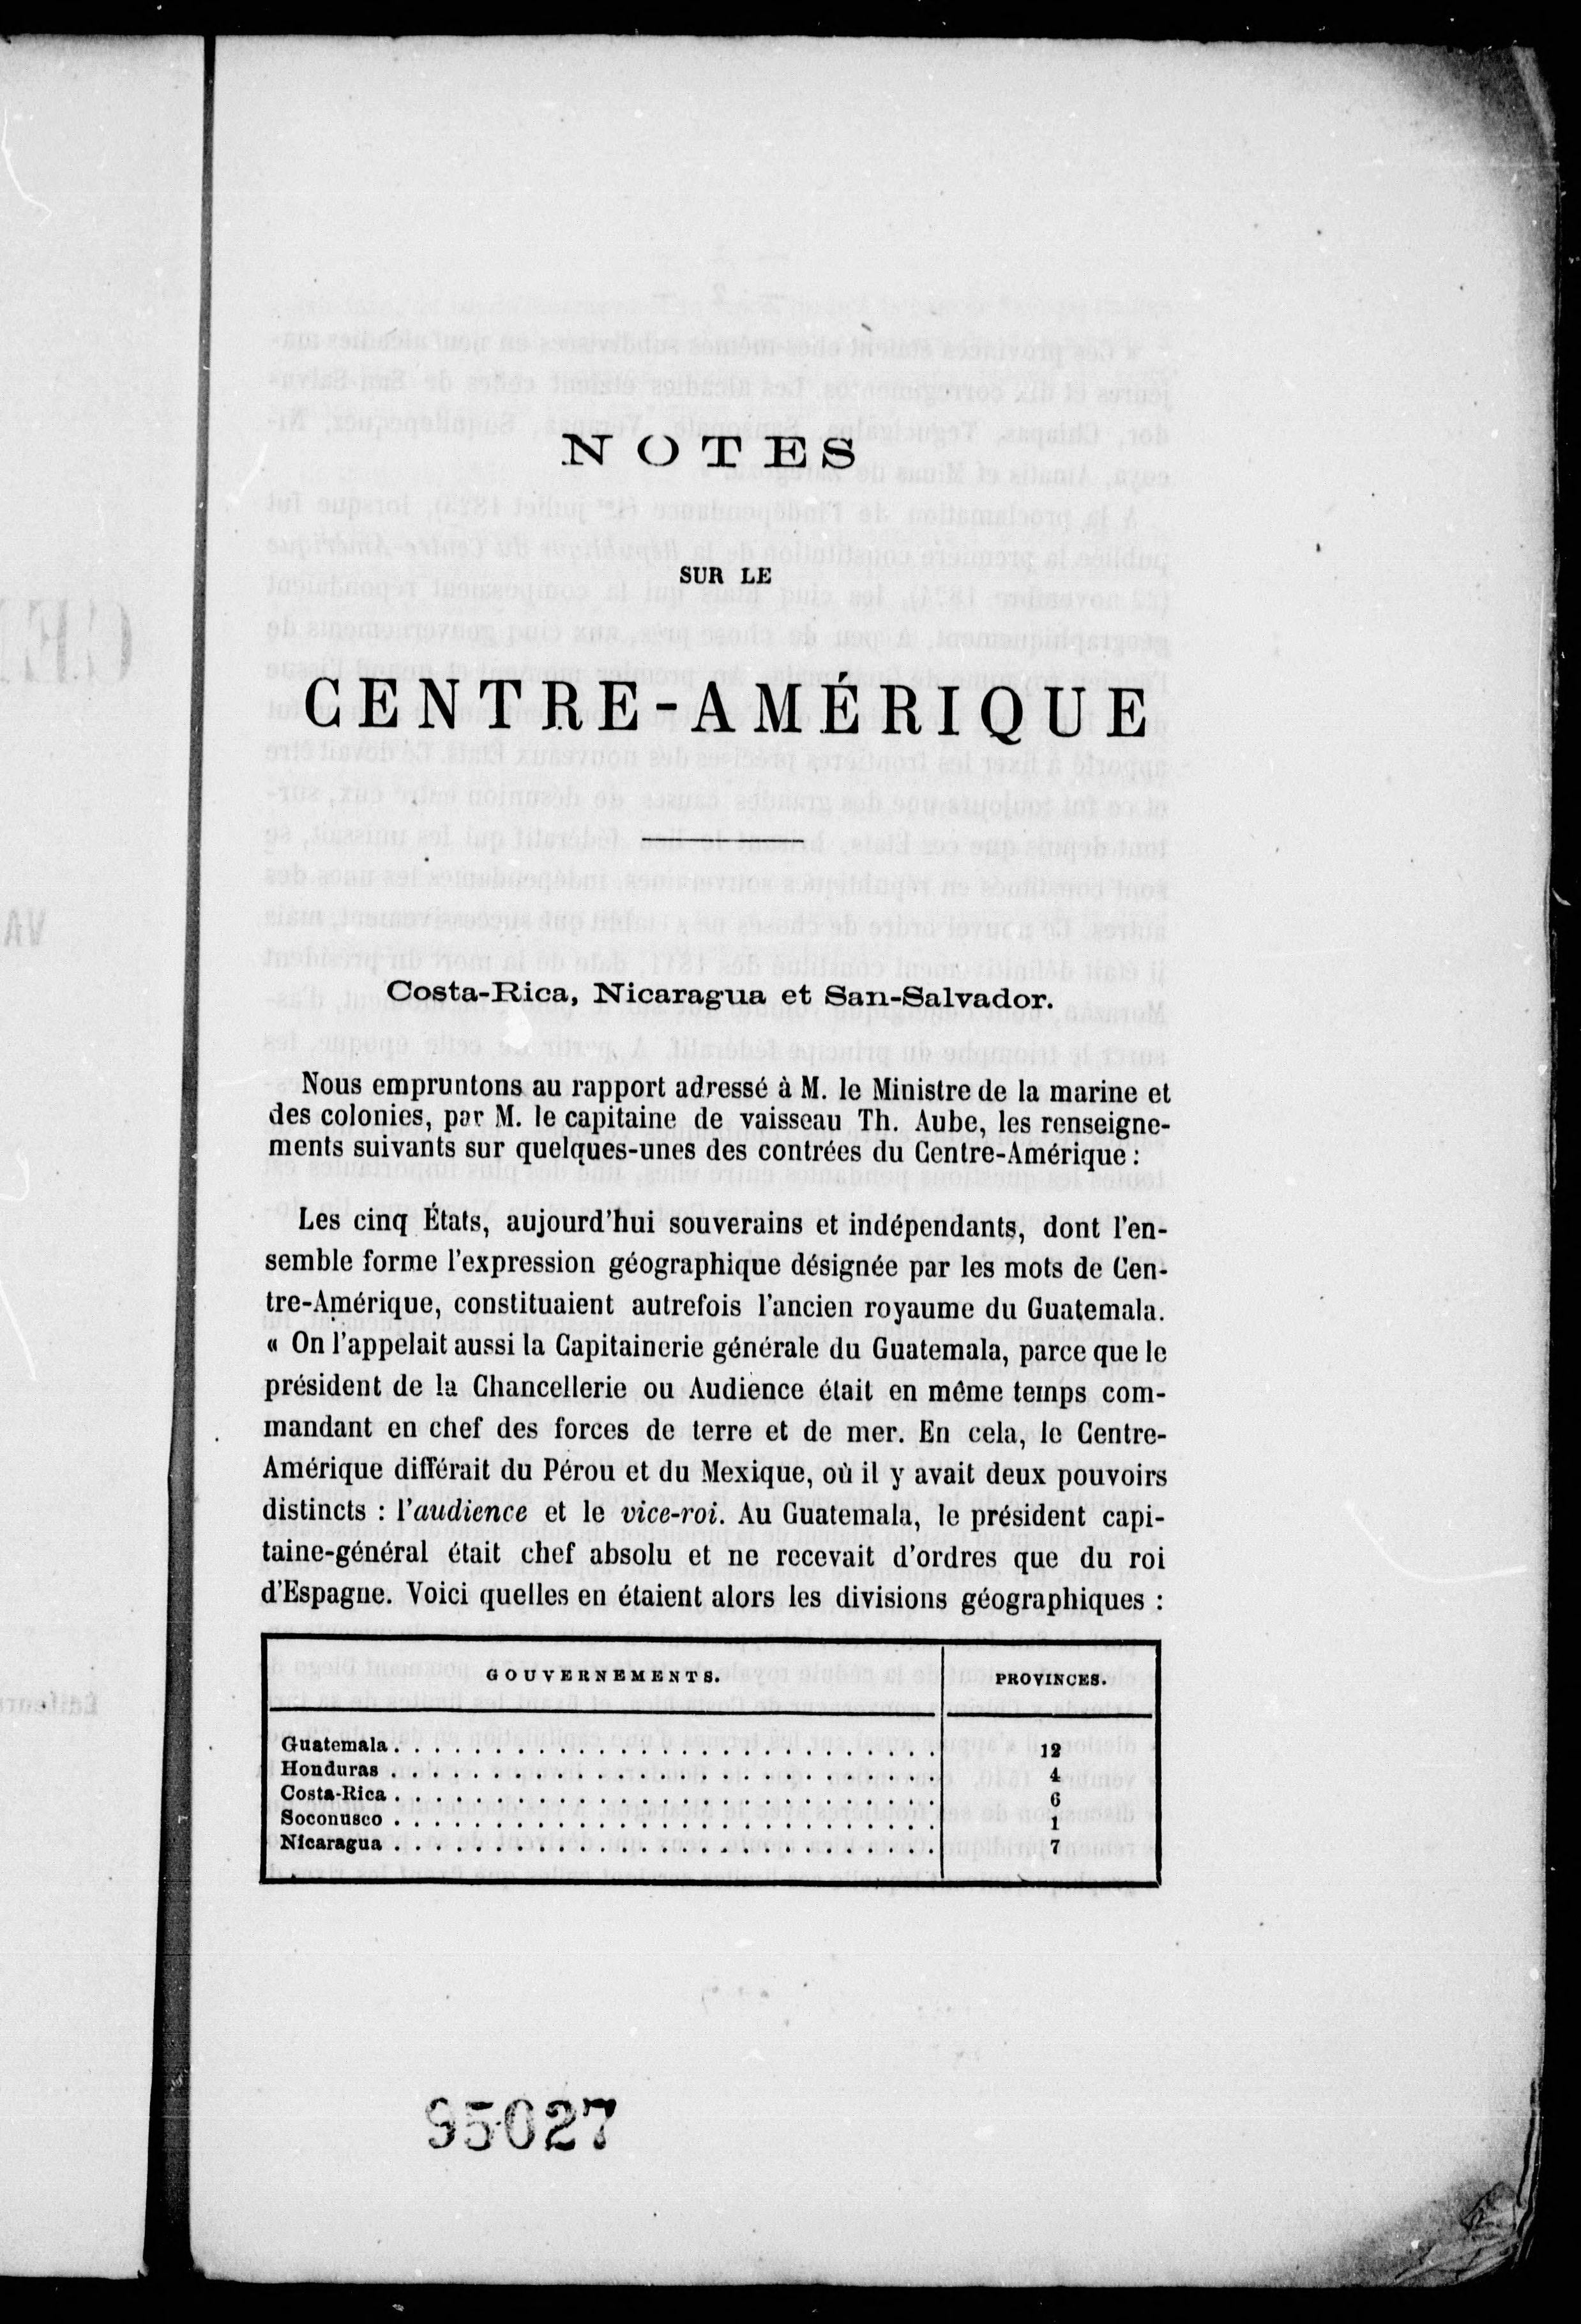 NOTES
SUR LE
CENTRE-AMÉRIQUE
Costa-Rica, Nicaragua et San-Salvador.
Nous empruntons au rapport adressé à M. le Ministre de la marine et
des colonies, par M. le capitaine de vaisseau Th. Aube, les renseigne-
ments suivants sur quelques-unes des contrées du Centre-Amérique :
Les cinq États, aujourd'hui souverains et indépendants, dont l'en-
semble forme l'expression géographique désignée par les mots de Cen-
tre-Amérique, constituaient autrefois l'ancien royaume du Guatemala.
« On l'appelait aussi la Capitainerie générale du Guatemala, parce que le
président de la Chancellerie ou Audience était en même temps com-
mandant en chef des forces de terre et de mer. En cela, le Centre-
Amérique différait du Pérou et du Mexique, où il y avait deux pouvoirs
distincts : l'audience et le vice-roi. Au Guatemala, le président capi-
taine-général était chef absolu et ne recevait d'ordres que du roi
d'Espagne. Voici quelles en étaient alors les divisions géographiques :
GOUVERNEMENTS. PROVINCES.
Guatemala. . . . . . . . . . . . . . . . . . . . . . . . . . . 12
Honduras . . . . . . . . . . . . . . . . . . . . . . . . . . . 4
Costa-Rica . . . . . . . . . . . . . . . . . . . . . . . . . . . 6
Soconusco . . . . . . . . . . . . . . . . . . . . . . . . . . . 1
Nicaragua . . . . . . . . . . . . . . . . . . . . . . . . . . . 7
95027